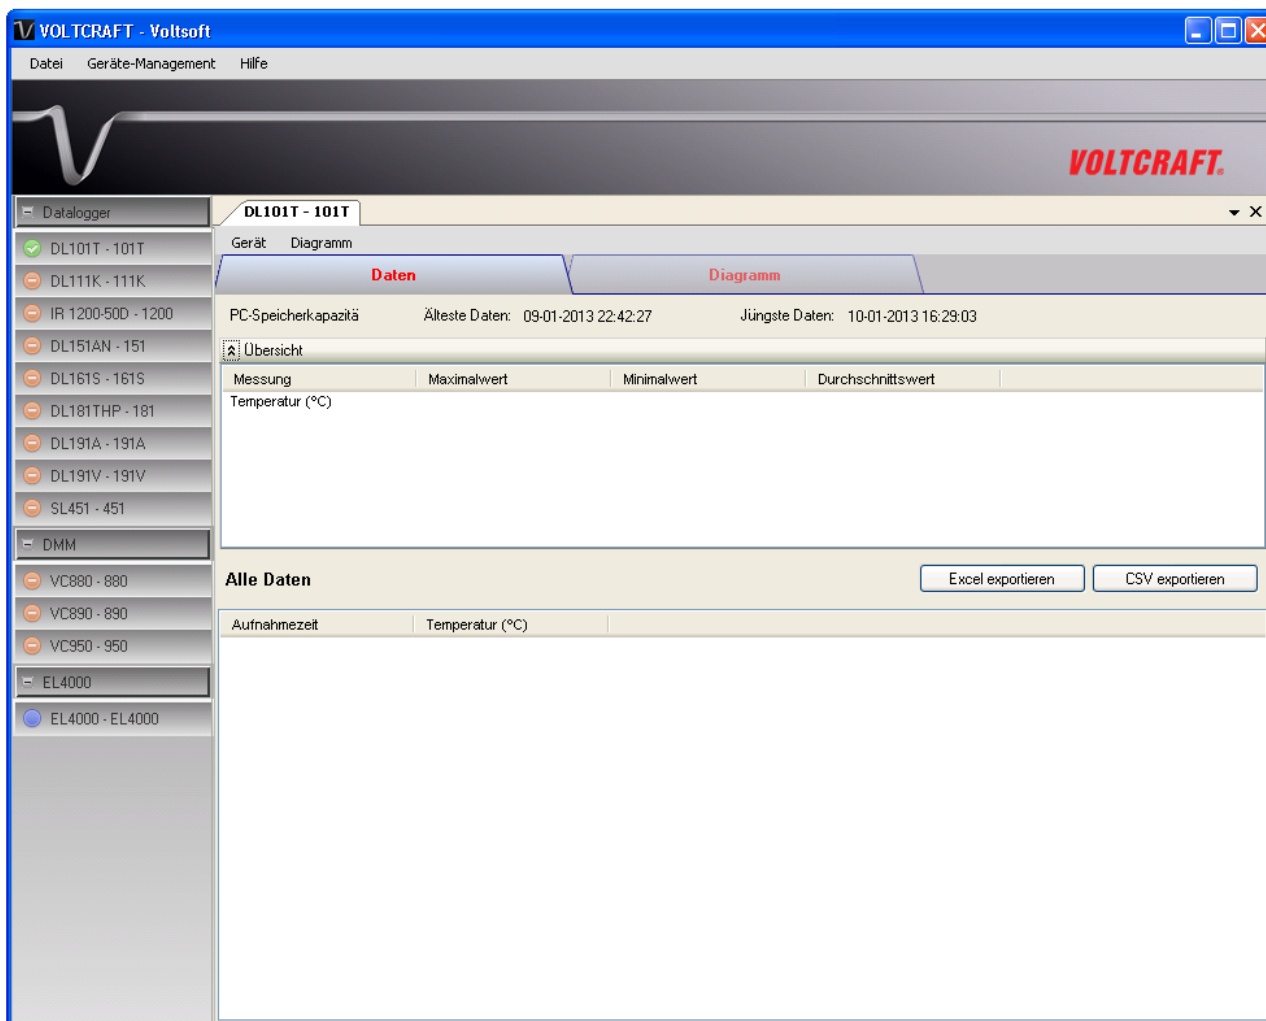 VOLTCRAFT - Voltsoft
Datei Geräte-Management Hilfe
VOLTCRAFT.
Datalogger
DL101T - 101T
DL111K - 111K
IR 1200-50D - 1200
DL151AN - 151
DL161S - 161S
DL181THP - 181
DL191A - 191A
DL191V - 191V
SL451 - 451
DMM
VC880 - 880
VC890 - 890
VC950 - 950
EL4000
EL4000 - EL4000
DL101T - 101T
Gerät Diagramm
Daten Diagramm
PC-Speicherkapazitä Älteste Daten: 09-01-2013 22:42:27 Jüngste Daten: 10-01-2013 16:29:03
Übersicht
Messung Maximalwert Minimalwert Durchschnittswert
Temperatur (°C)
Alle Daten Excel exportieren CSV exportieren
Aufnahmezeit Temperatur (°C)